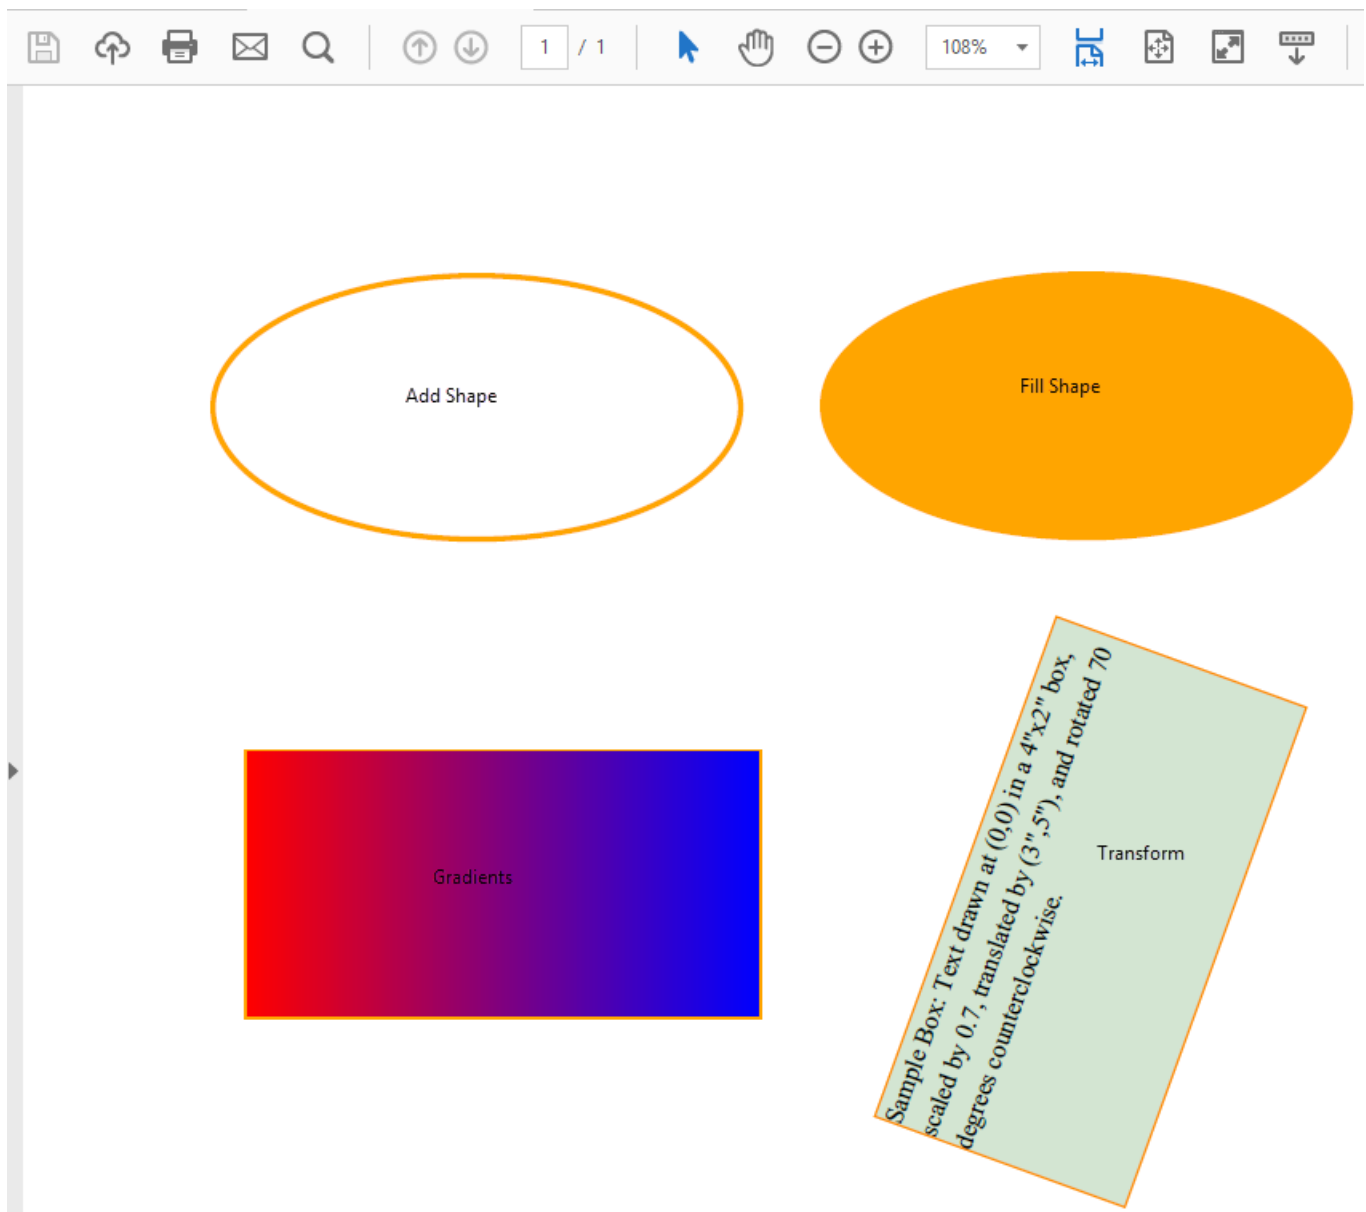 1 / 1
108%
Add Shape
Fill Shape
Gradients
Sample Box: Text drawn at (0,0) in a 4"x2" box,
scaled by 0.7, translated by (3",5"), and rotated 70
degrees counterclockwise.
Transform